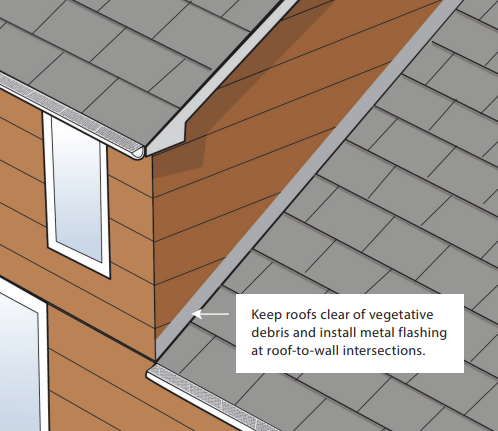 Keep roofs clear of vegetative
debris and install metal flashing
at roof-to-wall intersections.